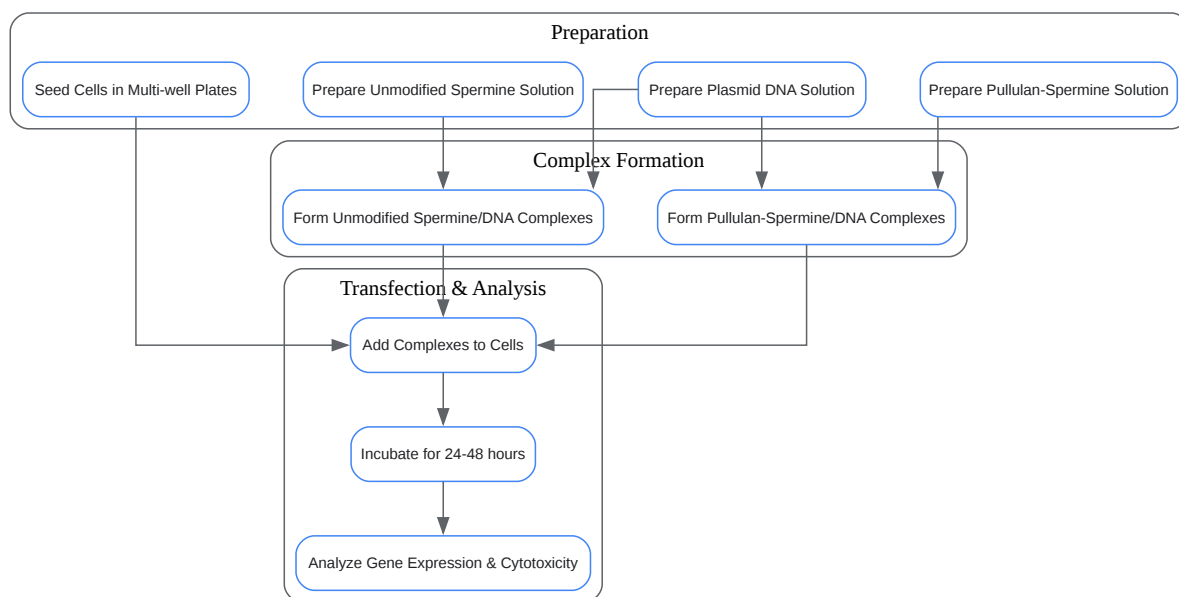 Preparation
Seed Cells in Multi-well Plates
Prepare Unmodified Spermine Solution
Prepare Plasmid DNA Solution
Prepare Pullulan-Spermine Solution
Complex Formation
Form Unmodified Spermine/DNA Complexes
Form Pullulan-Spermine/DNA Complexes
Transfection & Analysis
Add Complexes to Cells
Incubate for 24-48 hours
Analyze Gene Expression & Cytotoxicity